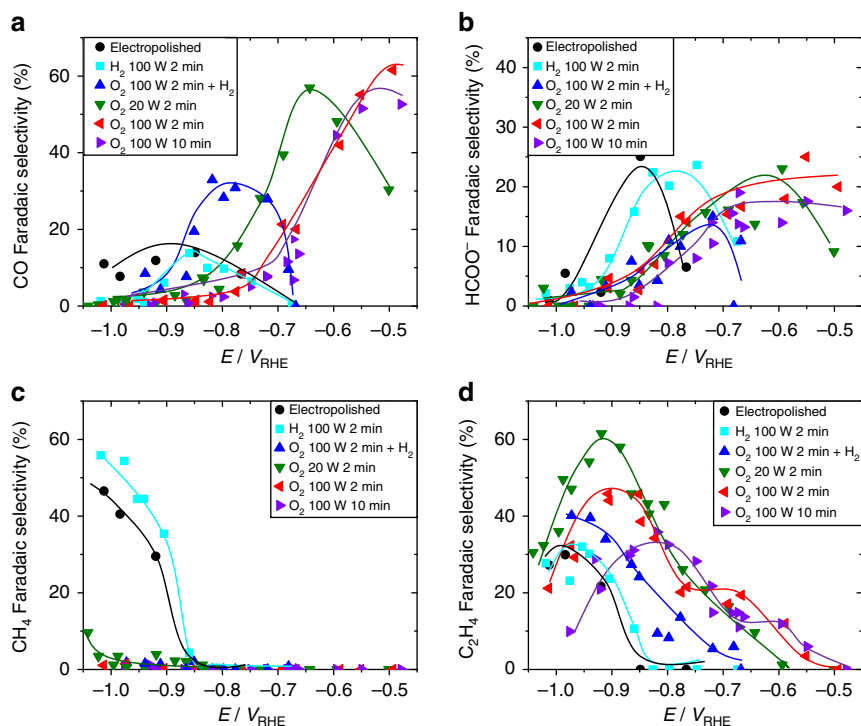 a
CO Faradaic selectivity (%)
60
40
20
0
Electropolished
H₂ 100 W 2 min
O₂ 100 W 2 min + H₂
O₂ 20 W 2 min
O₂ 100 W 2 min
O₂ 100 W 10 min
−1.0 −0.9 −0.8 −0.7 −0.6 −0.5
E / V_RHE
b
HCOO⁻ Faradaic selectivity (%)
40
30
20
10
0
Electropolished
H₂ 100 W 2 min
O₂ 100 W 2 min + H₂
O₂ 20 W 2 min
O₂ 100 W 2 min
O₂ 100 W 10 min
−1.0 −0.9 −0.8 −0.7 −0.6 −0.5
E / V_RHE
c
CH₄ Faradaic selectivity (%)
60
40
20
0
Electropolished
H₂ 100 W 2 min
O₂ 100 W 2 min + H₂
O₂ 20 W 2 min
O₂ 100 W 2 min
O₂ 100 W 10 min
−1.0 −0.9 −0.8 −0.7 −0.6 −0.5
E / V_RHE
d
C₂H₄ Faradaic selectivity (%)
60
40
20
0
Electropolished
H₂ 100 W 2 min
O₂ 100 W 2 min + H₂
O₂ 20 W 2 min
O₂ 100 W 2 min
O₂ 100 W 10 min
−1.0 −0.9 −0.8 −0.7 −0.6 −0.5
E / V_RHE